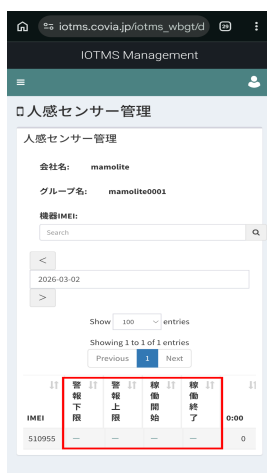 iotms.covia.jp/iotms_wbgt/d
29
IOTMS Management
人感センサー管理
人感センサー管理
会社名: mamolite
グループ名: mamolite0001
機器IMEI:
Search
<
2026-03-02
>
Show 100 entries
Showing 1 to 1 of 1 entries
Previous 1 Next
IMEI 警報下限 警報上限 稼働開始 稼働終了 0:00
510955 — — — — 0